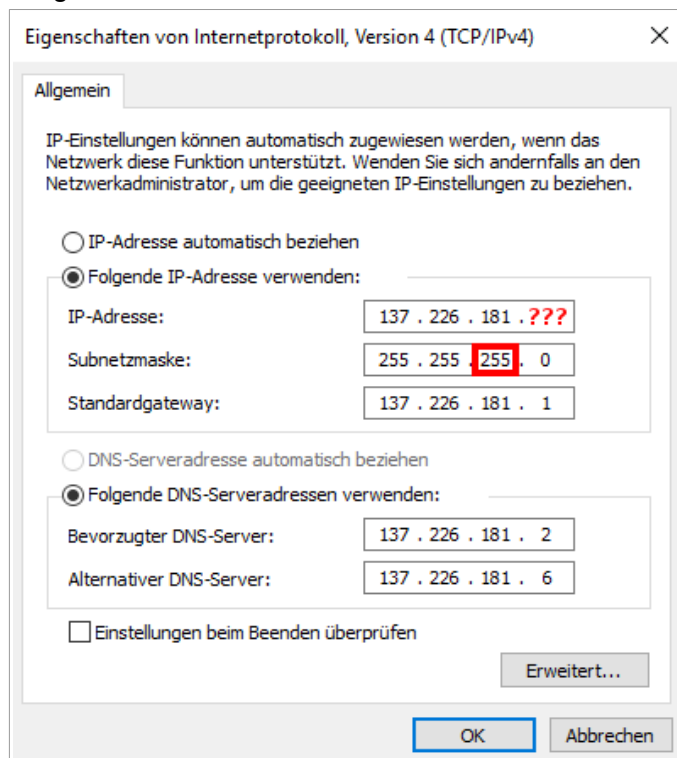 Eigenschaften von Internetprotokoll, Version 4 (TCP/IPv4)
Allgemein
IP-Einstellungen können automatisch zugewiesen werden, wenn das
Netzwerk diese Funktion unterstützt. Wenden Sie sich andernfalls an den
Netzwerkadministrator, um die geeigneten IP-Einstellungen zu beziehen.
IP-Adresse automatisch beziehen
Folgende IP-Adresse verwenden:
IP-Adresse: 137 . 226 . 181 . ???
Subnetzmaske: 255 . 255 . 255 . 0
Standardgateway: 137 . 226 . 181 . 1
DNS-Serveradresse automatisch beziehen
Folgende DNS-Serveradressen verwenden:
Bevorzugter DNS-Server: 137 . 226 . 181 . 2
Alternativer DNS-Server: 137 . 226 . 181 . 6
Einstellungen beim Beenden überprüfen
Erweitert...
OK Abbrechen